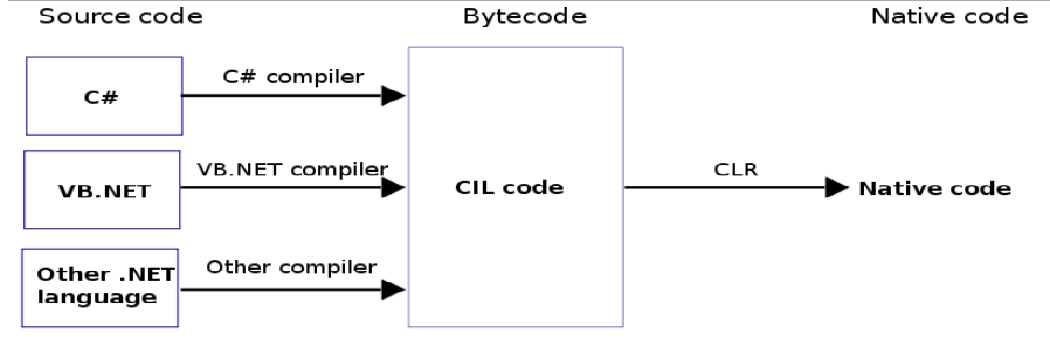 Source code
Bytecode
Native code
C#
C# compiler
VB.NET
VB.NET compiler
CIL code
CLR
Native code
Other .NET
language
Other compiler